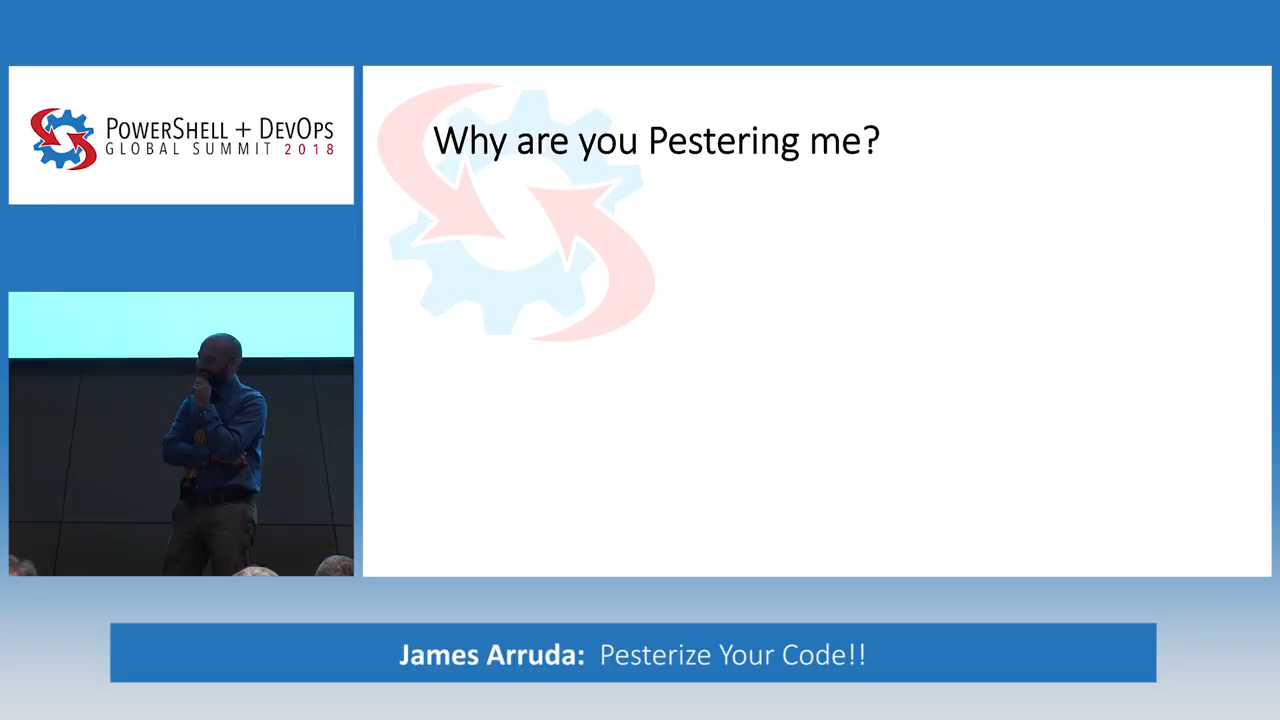 POWERSHELL + DEVOPS
GLOBAL SUMMIT 2018
Why are you Pestering me?
James Arruda: Pesterize Your Code!!